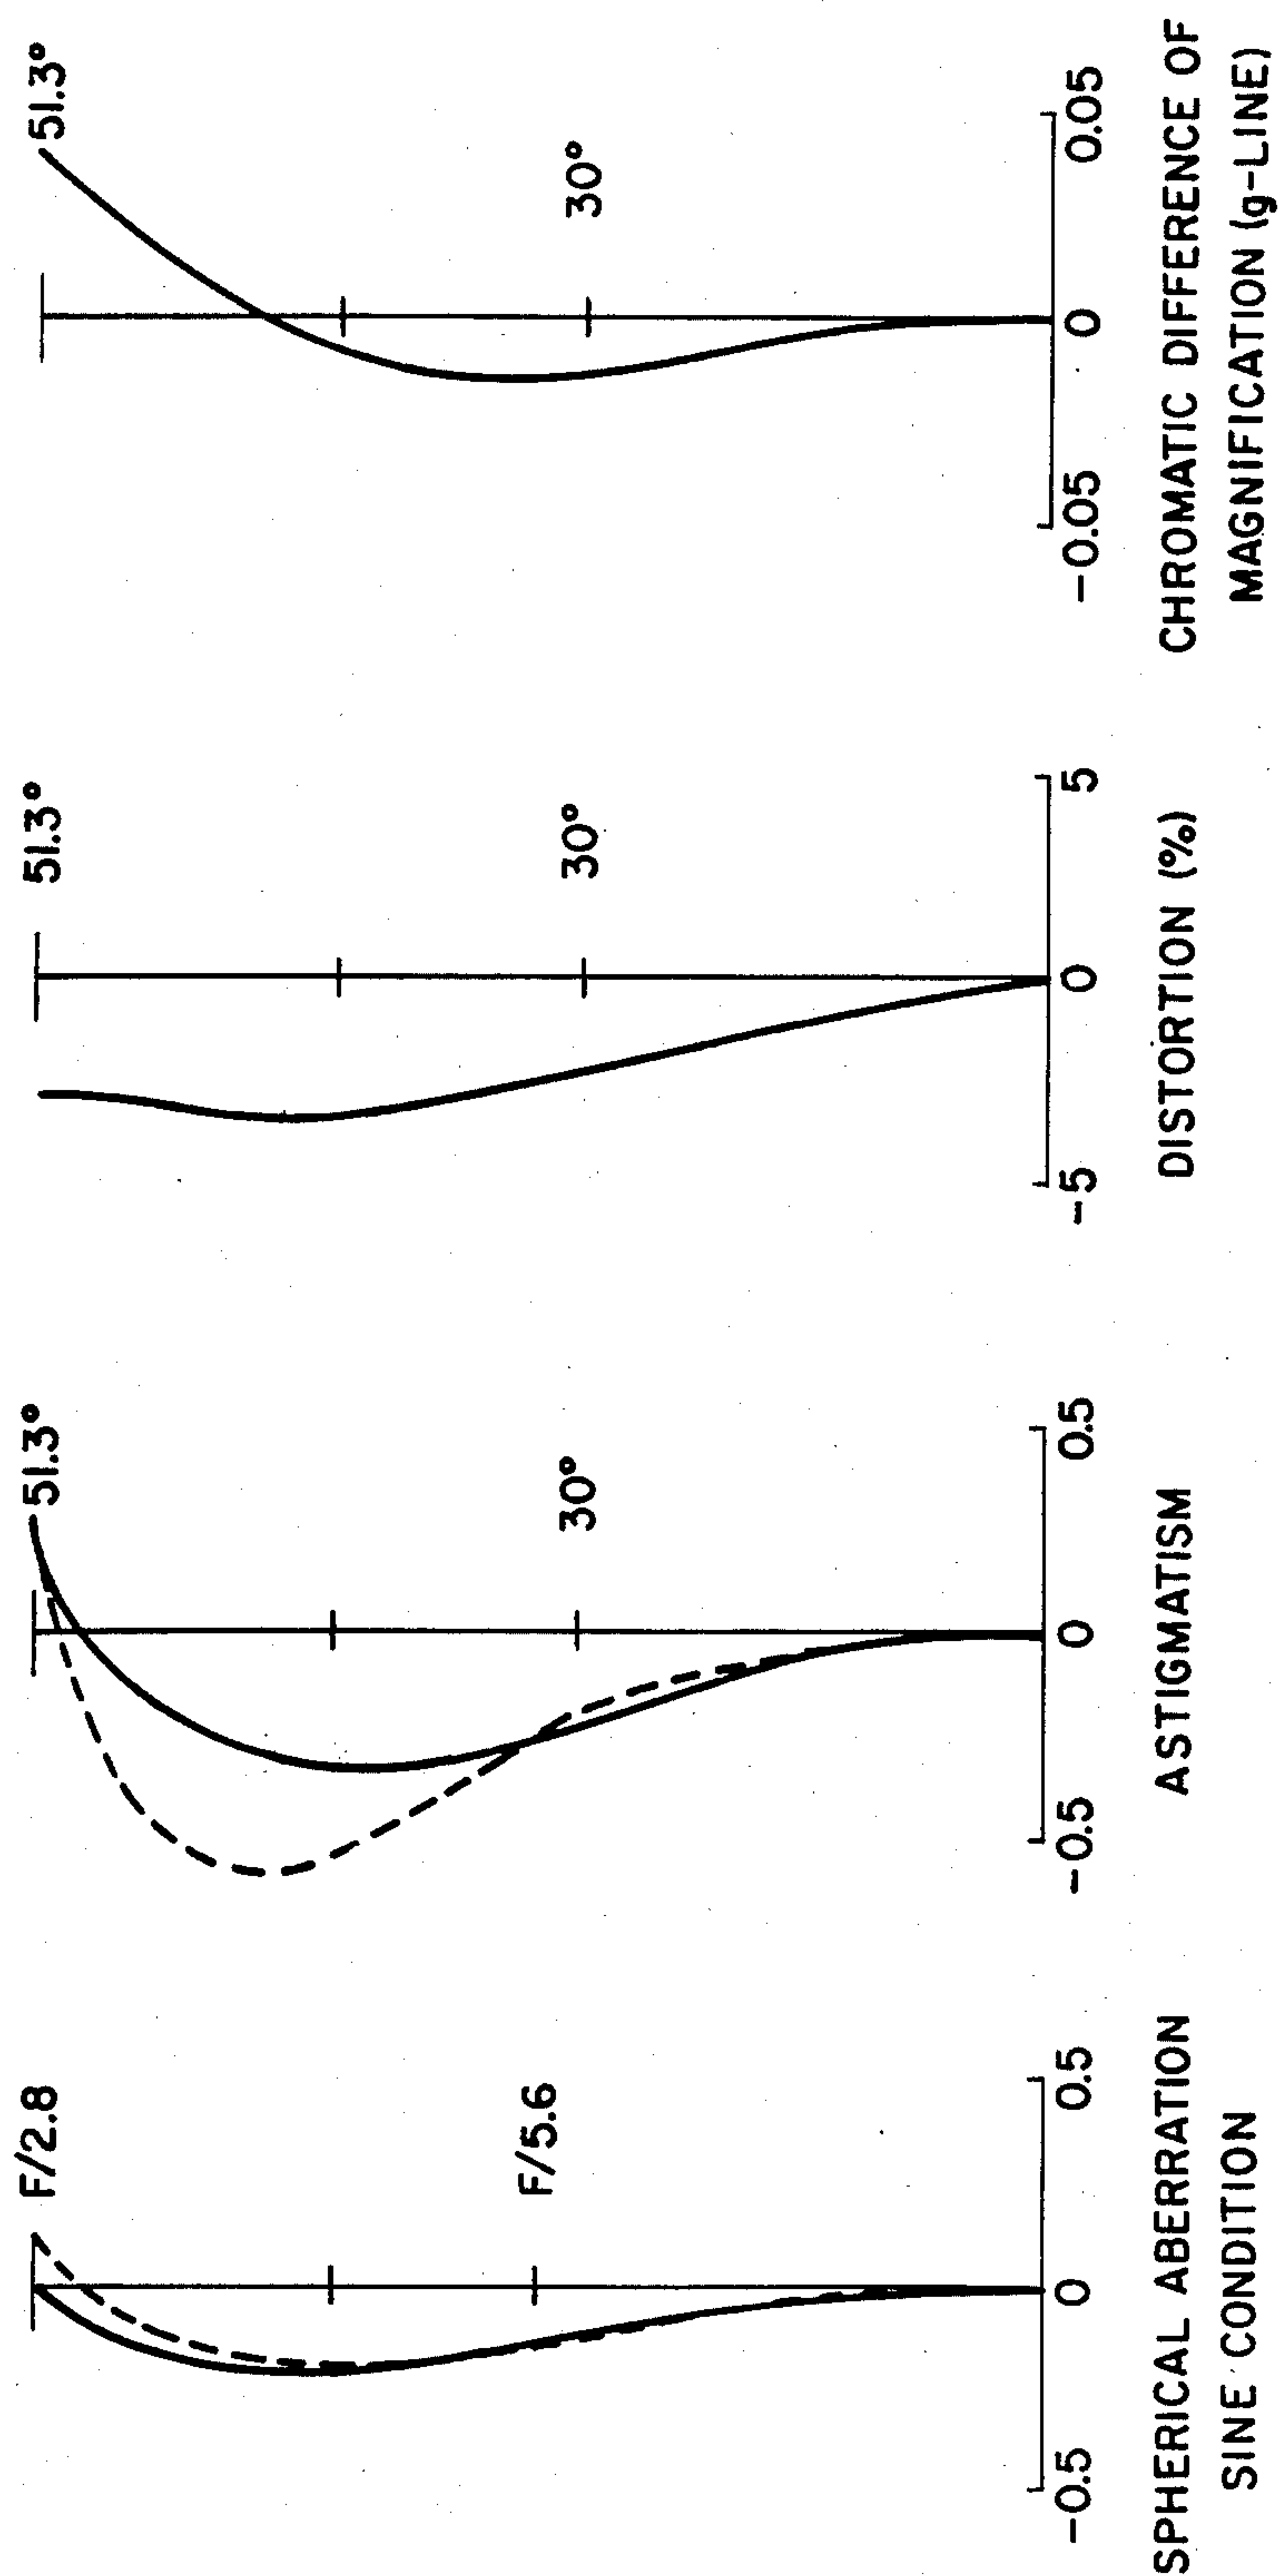 F/2.8
F/5.6
-0.5
0
0.5
SPHERICAL ABERRATION
SINE CONDITION
51.3°
30°
-0.5
0
0.5
ASTIGMATISM
51.3°
30°
-5
0
5
DISTORTION (%)
51.3°
30°
-0.05
0
0.05
CHROMATIC DIFFERENCE OF
MAGNIFICATION (g-LINE)